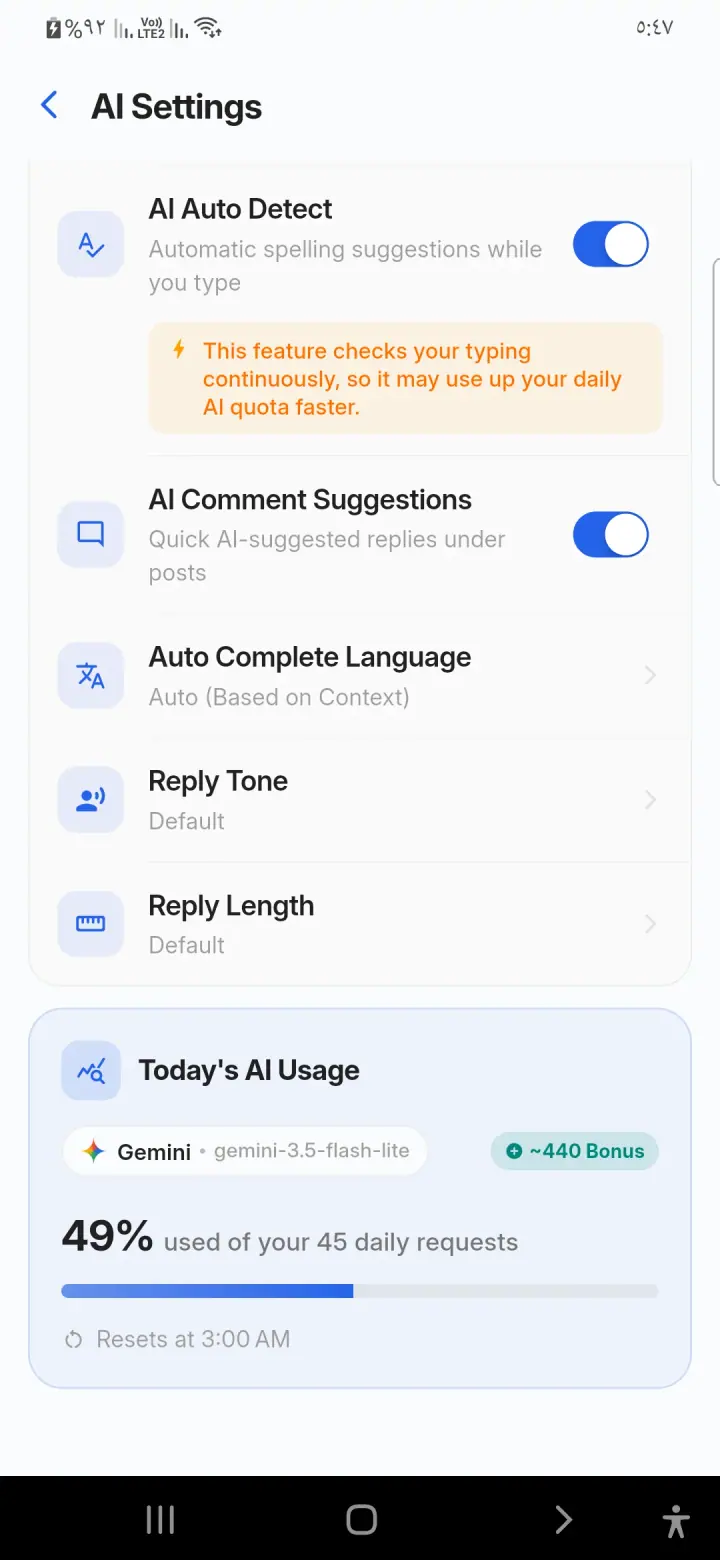 %٩٢ Vo)) LTE2 ٥:٤٧
AI Settings
AI Auto Detect
Automatic spelling suggestions while
you type
This feature checks your typing
continuously, so it may use up your daily
AI quota faster.
AI Comment Suggestions
Quick AI-suggested replies under
posts
Auto Complete Language
Auto (Based on Context)
Reply Tone
Default
Reply Length
Default
Today's AI Usage
Gemini • gemini-3.5-flash-lite ~440 Bonus
49% used of your 45 daily requests
Resets at 3:00 AM